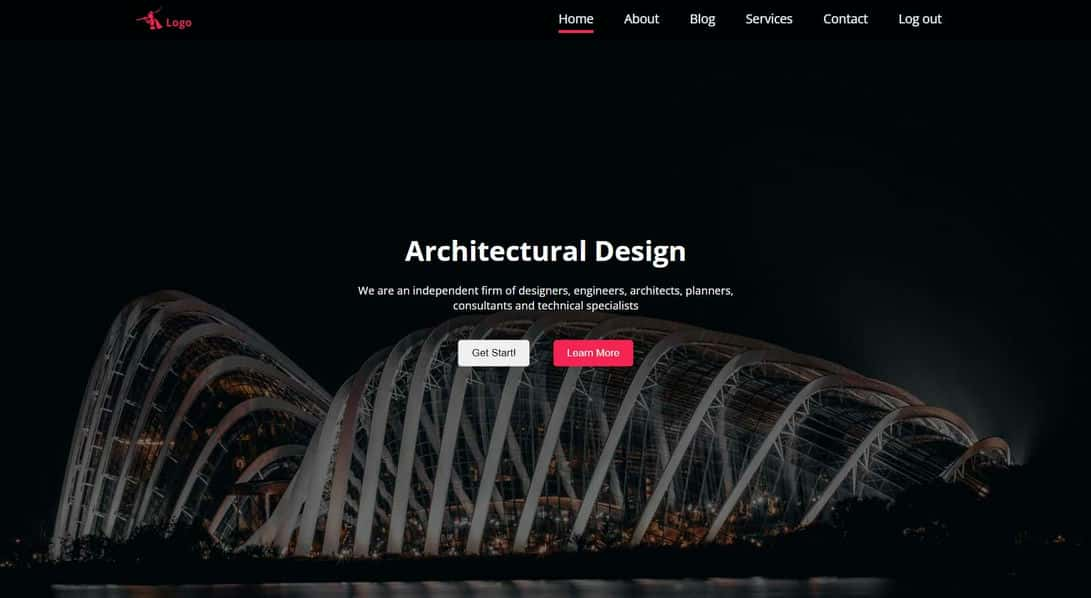 Logo
Home About Blog Services Contact Log out
Architectural Design
We are an independent firm of designers, engineers, architects, planners,
consultants and technical specialists
Get Start! Learn More